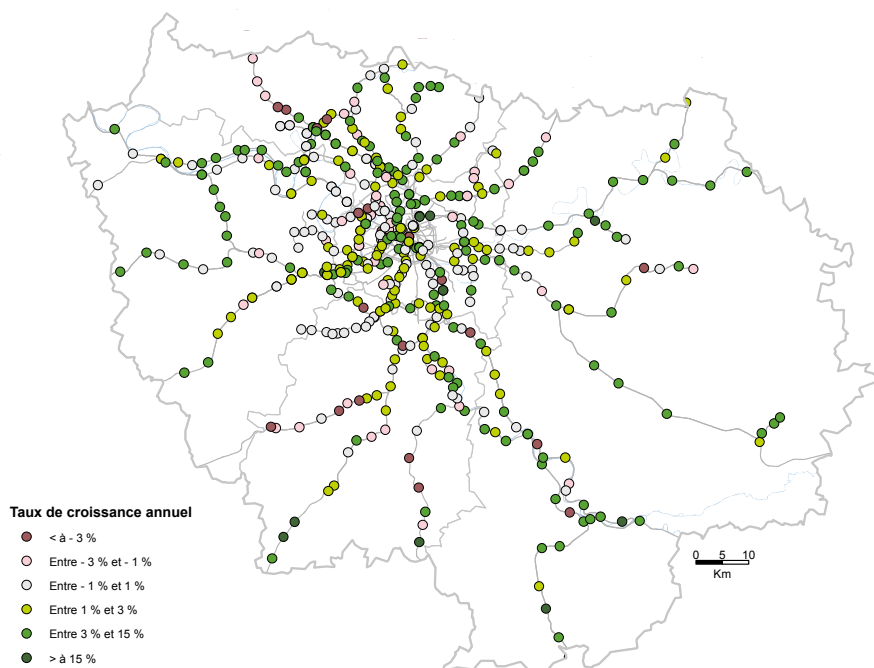 Taux de croissance annuel
< à - 3 %
Entre - 3 % et - 1 %
Entre - 1 % et 1 %
Entre 1 % et 3 %
Entre 3 % et 15 %
> à 15 %
0 5 10
Km